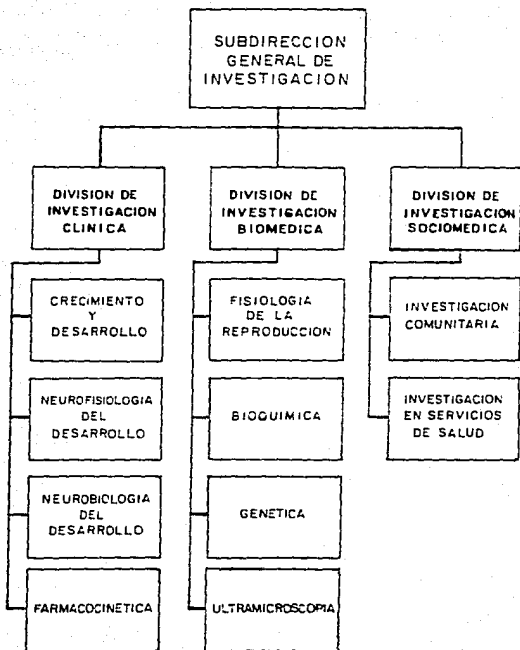 SUBDIRECCION
GENERAL DE
INVESTIGACION
DIVISION DE
INVESTIGACION
CLINICA
CRECIMIENTO
Y
DESARROLLO
NEUROFISIOLOGIA
DEL
DESARROLLO
NEUROBIOLOGIA
DEL
DESARROLLO
FARMACOCINETICA
DIVISION DE
INVESTIGACION
BIOMEDICA
FISIOLOGIA
DE LA
REPRODUCCION
BIOQUIMICA
GENETICA
ULTRAMICROSCOPIA
DIVISION DE
INVESTIGACION
SOCIOMEDICA
INVESTIGACION
COMUNITARIA
INVESTIGACION
EN SERVICIOS
DE SALUD